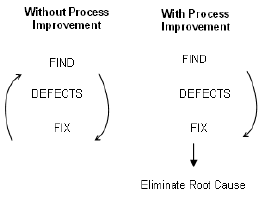 Without Process
Improvement
FIND
DEFECTS
FIX
With Process
Improvement
FIND
DEFECTS
FIX
Eliminate Root Cause